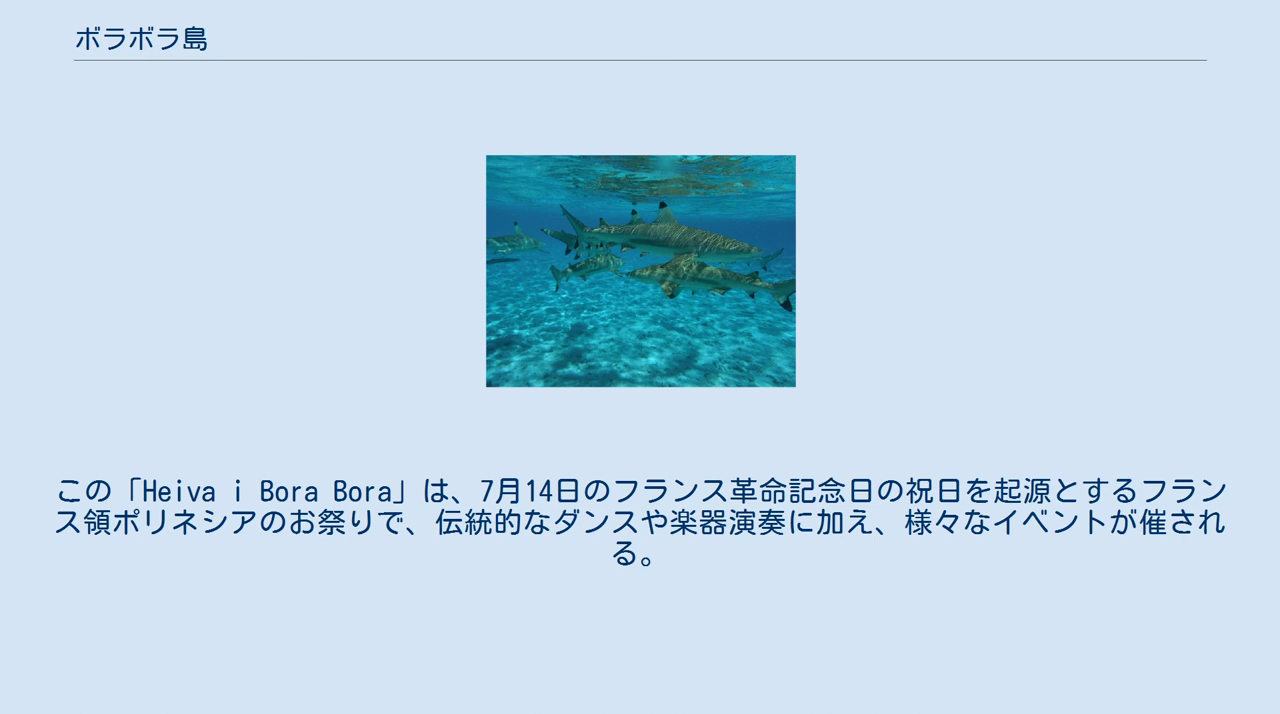 ボラボラ島
この「Heiva i Bora Bora」は、7月14日のフランス革命記念日の祝日を起源とするフラン
ス領ポリネシアのお祭りで、伝統的なダンスや楽器演奏に加え、様々なイベントが催され
る。